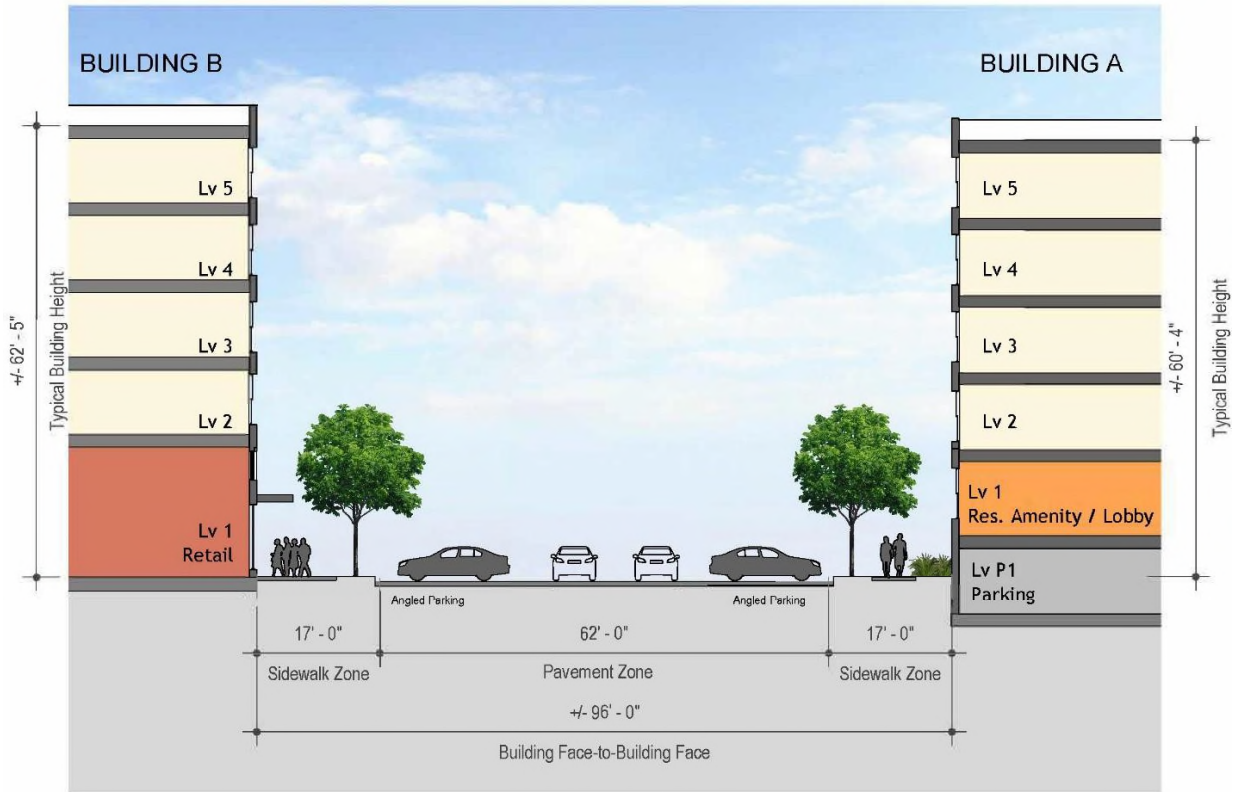 BUILDING B
BUILDING A
Lv 5
Lv 4
Lv 3
Lv 2
Lv 1
Retail
+/- 62' - 5"
Typical Building Height
Lv 5
Lv 4
Lv 3
Lv 2
Lv 1
Res. Amenity / Lobby
Lv P1
Parking
+/- 60' - 4"
Typical Building Height
Angled Parking
Angled Parking
17' - 0"
62' - 0"
17' - 0"
Sidewalk Zone
Pavement Zone
Sidewalk Zone
+/- 96' - 0"
Building Face-to-Building Face